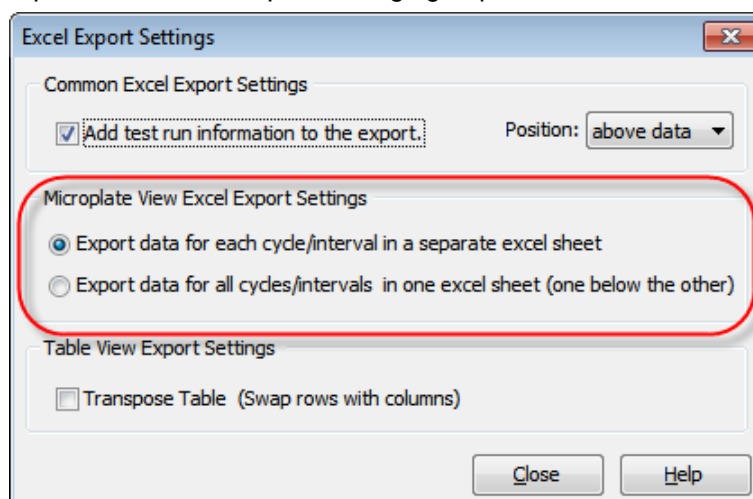 Excel Export Settings
Common Excel Export Settings
Add test run information to the export.
Position: above data
Microplate View Excel Export Settings
Export data for each cycle/interval in a separate excel sheet
Export data for all cycles/intervals in one excel sheet (one below the other)
Table View Export Settings
Transpose Table (Swap rows with columns)
Close Help